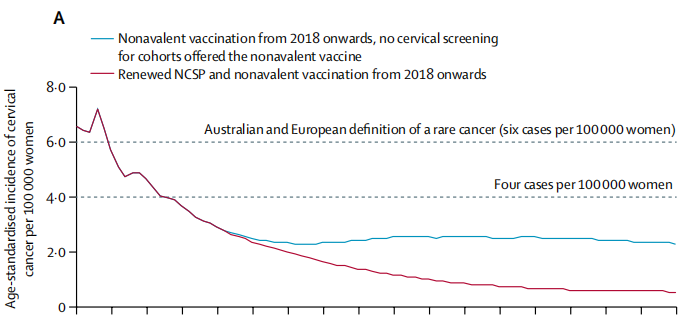 A
Nonavalent vaccination from 2018 onwards, no cervical screening
for cohorts offered the nonavalent vaccine
Renewed NCSP and nonavalent vaccination from 2018 onwards
Age-standardised incidence of cervical
cancer per 100 000 women
8·0
6·0
4·0
2·0
0
Australian and European definition of a rare cancer (six cases per 100 000 women)
Four cases per 100 000 women